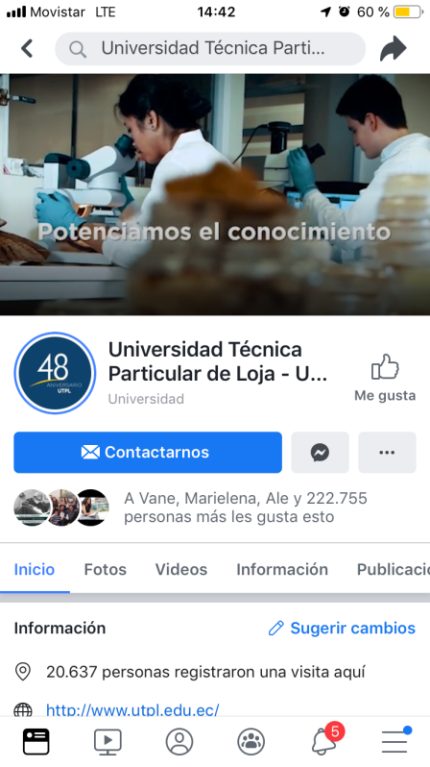 Movistar LTE 14:42 60 %
Universidad Técnica Parti...
Potenciamos el conocimiento
48
ANIVERSARIO
UTPL
Universidad Técnica
Particular de Loja - U...
Universidad
Me gusta
Contactarnos
A Vane, Marielena, Ale y 222.755
personas más les gusta esto
Inicio Fotos Videos Información Publicacio
Información
Sugerir cambios
20.637 personas registraron una visita aquí
http://www.utpl.edu.ec/
5